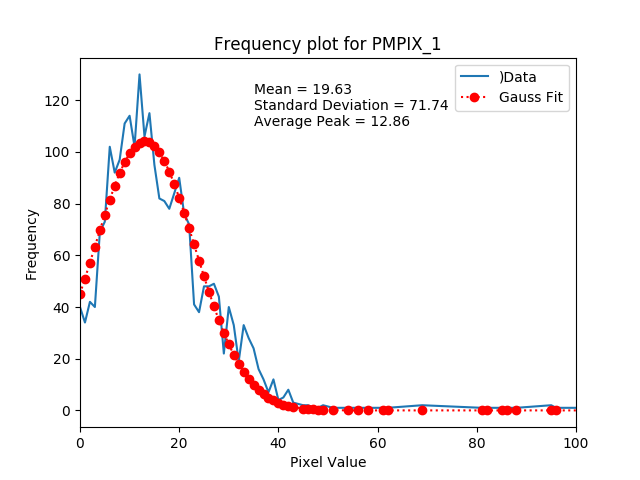 Frequency plot for PMPIX_1
Mean = 19.63
Standard Deviation = 71.74
Average Peak = 12.86
)Data
Gauss Fit
Frequency
120
100
80
60
40
20
0
0 20 40 60 80 100
Pixel Value